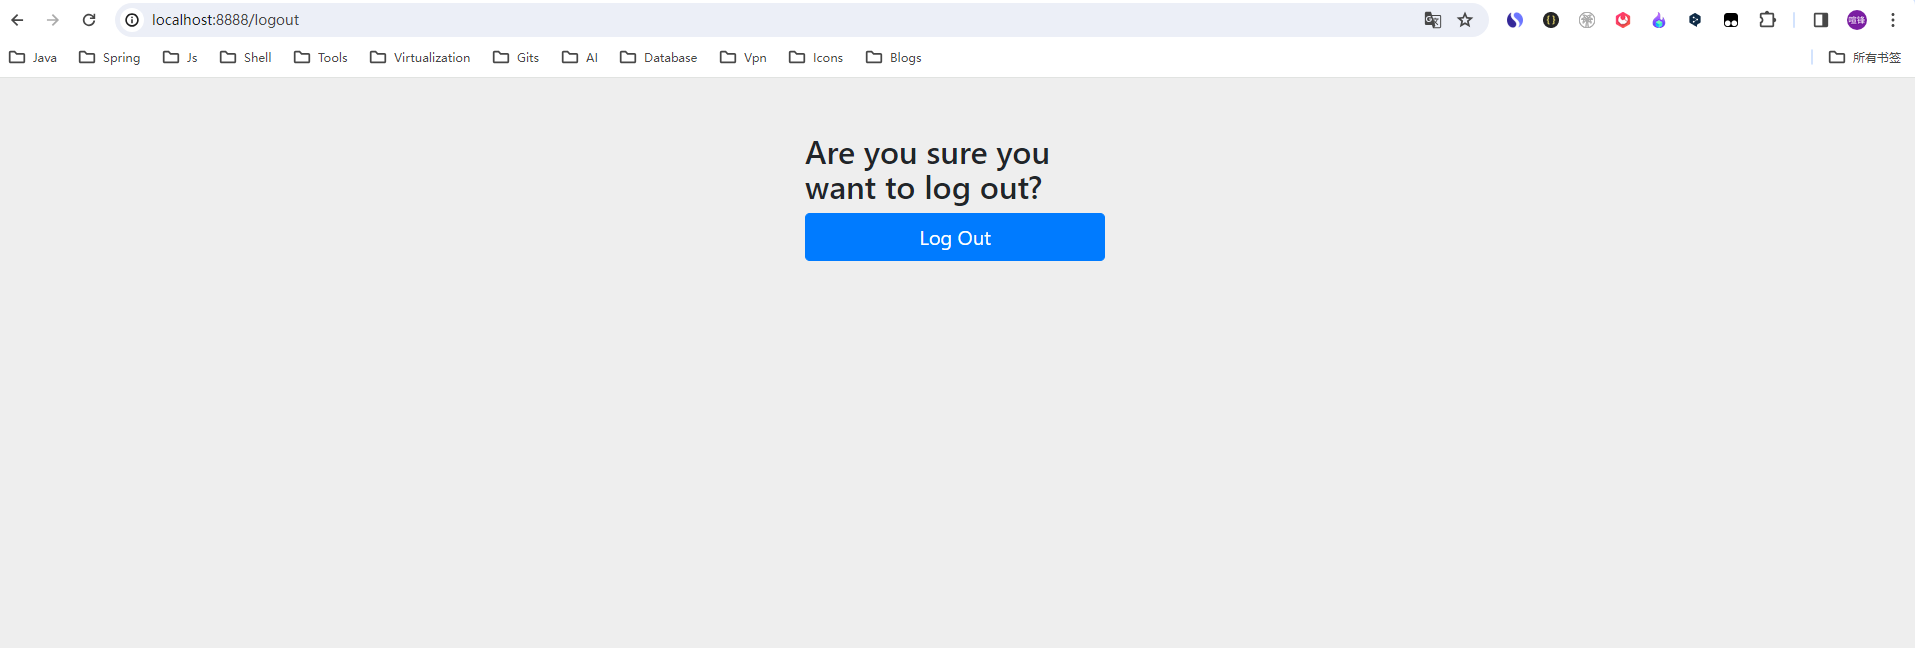 localhost:8888/logout
Java Spring Js Shell Tools Virtualization Gits AI Database Vpn Icons Blogs 所有书签
Are you sure you
want to log out?
Log Out